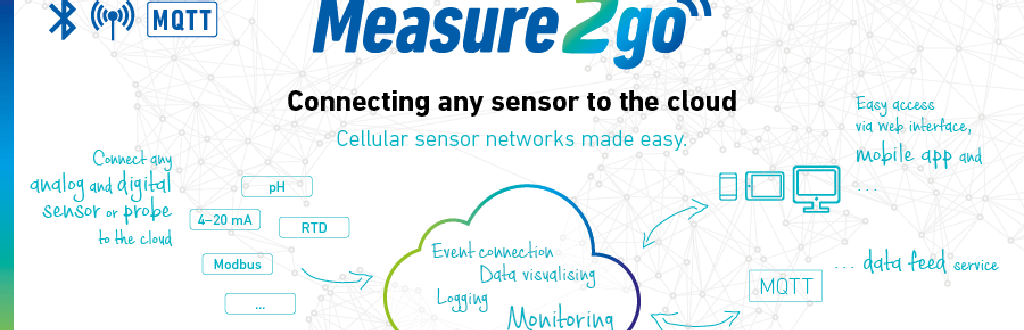 MQTT
Measure2go
Connecting any sensor to the cloud
Cellular sensor networks made easy.
Connect any
analog and digital
sensor or probe
to the cloud
pH
4–20 mA
RTD
Modbus
...
Event connection
Data visualising
Logging
Monitoring
Easy access
via web interface,
mobile app and
...
... data feed service
MQTT